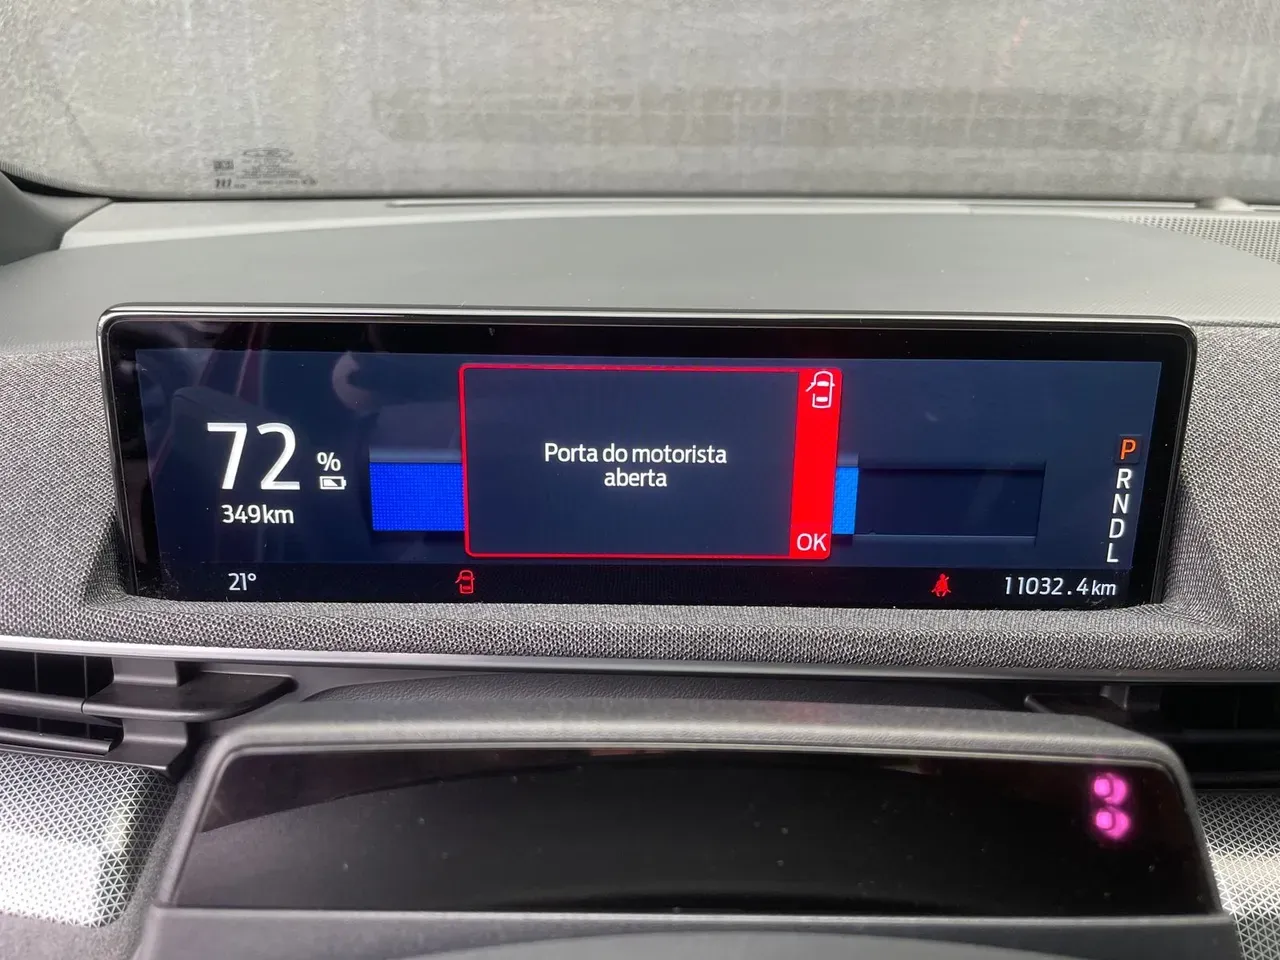 72 %
349km
Porta do motorista
aberta
OK
P
R
N
D
L
21°
11032.4km